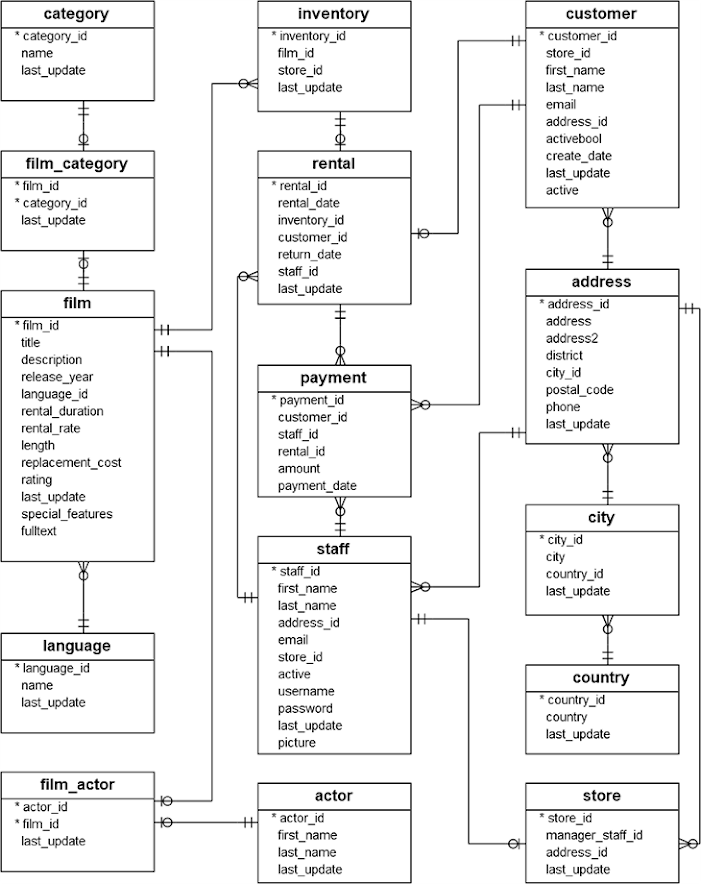 category
* category_id
name
last_update
film_category
* film_id
* category_id
last_update
film
* film_id
title
description
release_year
language_id
rental_duration
rental_rate
length
replacement_cost
rating
last_update
special_features
fulltext
language
* language_id
name
last_update
film_actor
* actor_id
* film_id
last_update
inventory
* inventory_id
film_id
store_id
last_update
rental
* rental_id
rental_date
inventory_id
customer_id
return_date
staff_id
last_update
payment
* payment_id
customer_id
staff_id
rental_id
amount
payment_date
staff
* staff_id
first_name
last_name
address_id
email
store_id
active
username
password
last_update
picture
actor
* actor_id
first_name
last_name
last_update
customer
* customer_id
store_id
first_name
last_name
email
address_id
activebool
create_date
last_update
active
address
* address_id
address
address2
district
city_id
postal_code
phone
last_update
city
* city_id
city
country_id
last_update
country
* country_id
country
last_update
store
* store_id
manager_staff_id
address_id
last_update